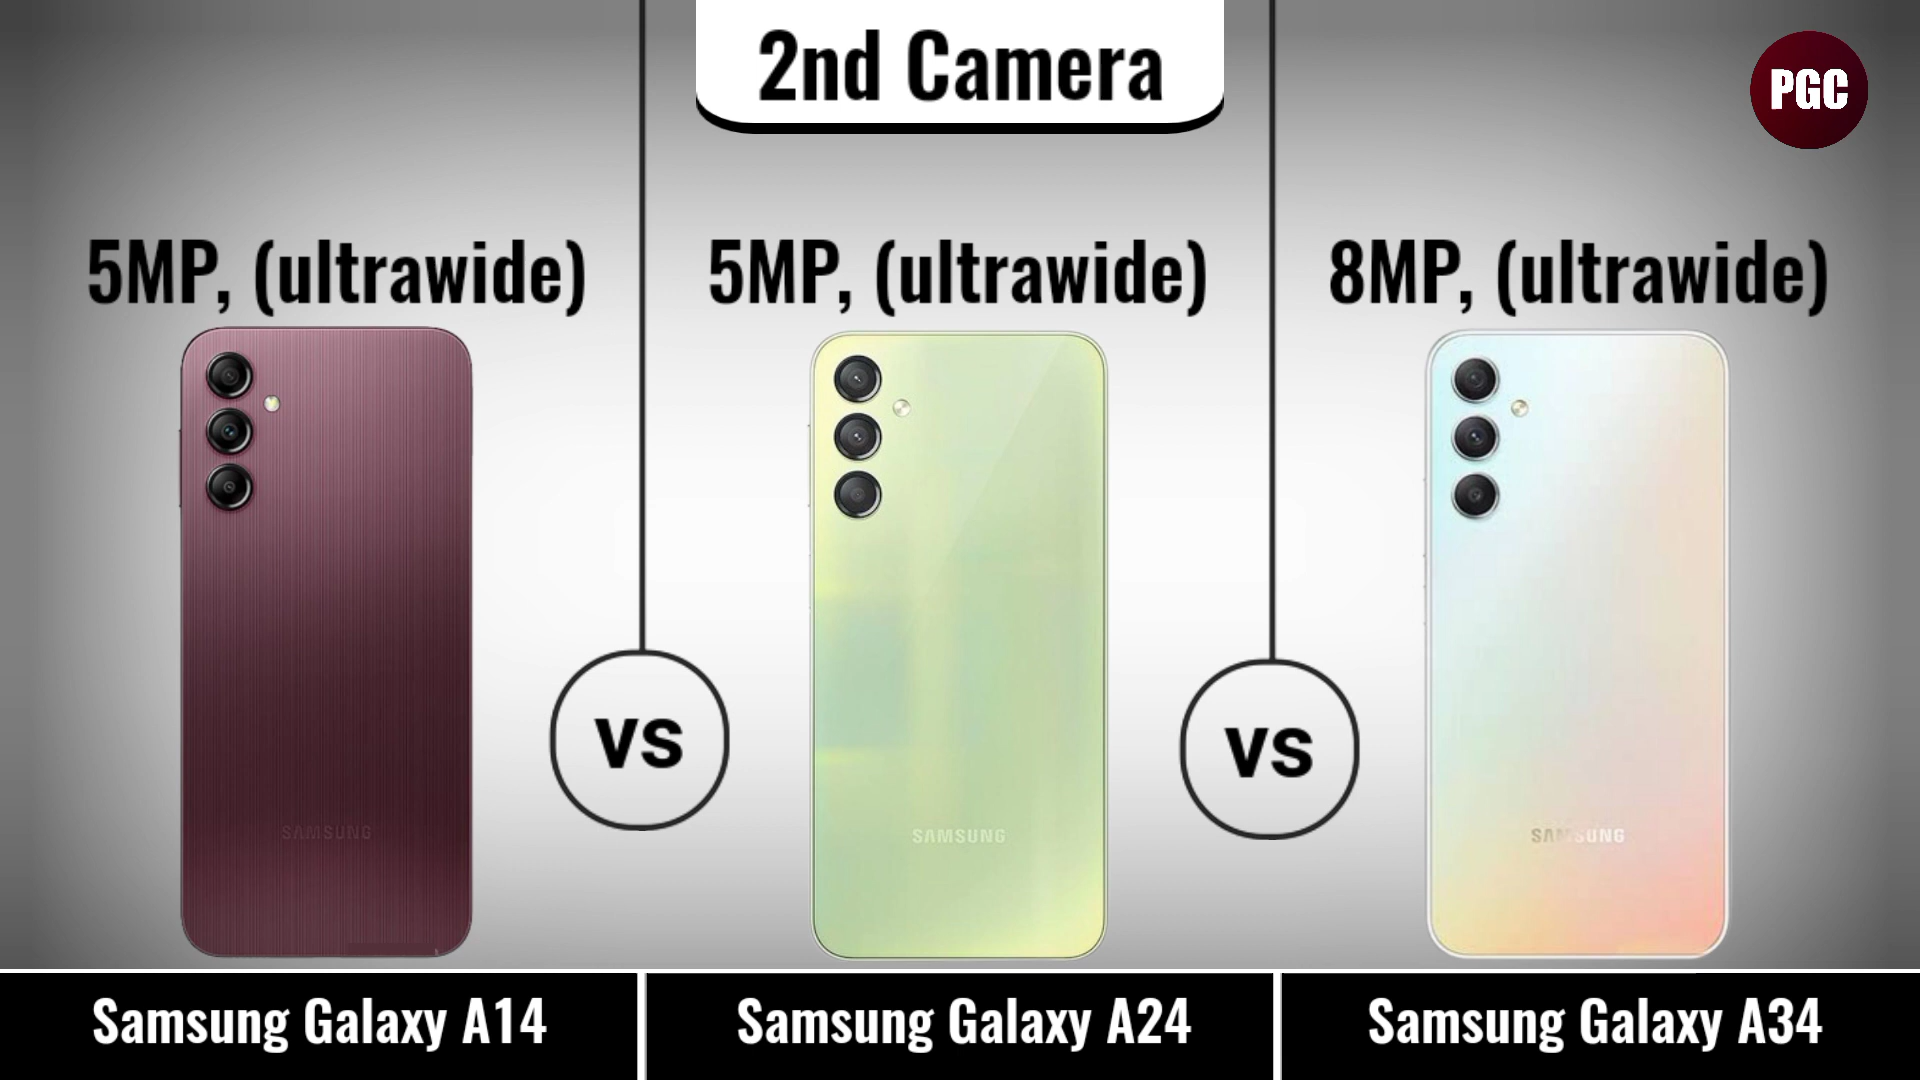 2nd Camera
PGC
5MP, (ultrawide)
5MP, (ultrawide)
8MP, (ultrawide)
VS
VS
SAMSUNG
SAMSUNG
SAMSUNG
Samsung Galaxy A14
Samsung Galaxy A24
Samsung Galaxy A34